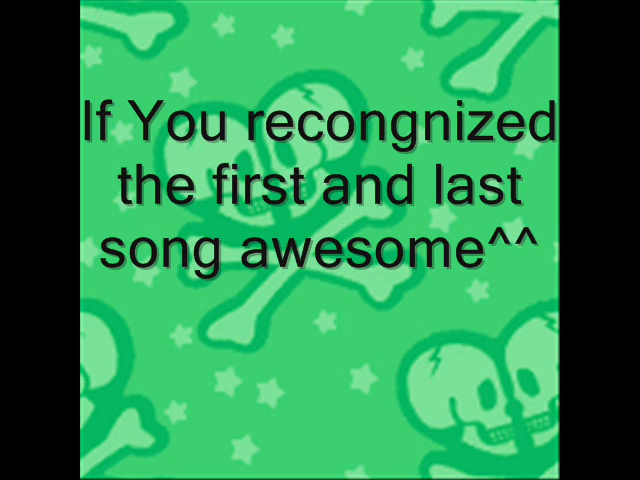 If You recongnized
the first and last
song awesome^^